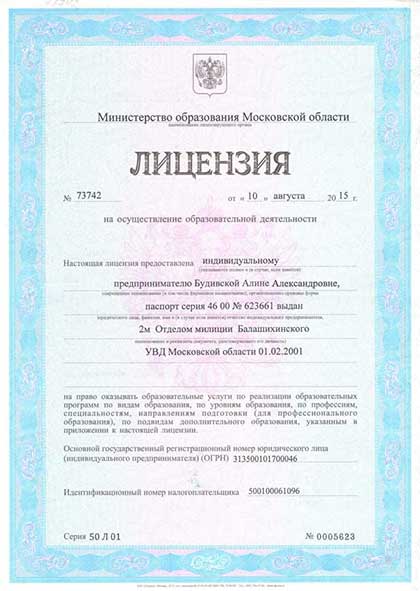 Министерство образования Московской области
наименование лицензирующего органа
ЛИЦЕНЗИЯ
№ 73742 от « 10 » августа 2015 г.
на осуществление образовательной деятельности
Настоящая лицензия предоставлена индивидуальному
(указываются полное и (в случае, если имеется)
предпринимателю Будивской Алине Александровне,
сокращенное наименование (в том числе фирменное наименование), организационно-правовая форма
паспорт серия 46 00 № 623661 выдан
юридического лица, фамилия, имя и (в случае если имеется) отчество индивидуального предпринимателя,
2м Отделом милиции Балашихинского
наименование и реквизиты документа, удостоверяющего его личность)
УВД Московской области 01.02.2001
на право оказывать образовательные услуги по реализации образовательных
программ по видам образования, по уровням образования, по профессиям,
специальностям, направлениям подготовки (для профессионального
образования), по подвидам дополнительного образования, указанным в
приложении к настоящей лицензии.
Основной государственный регистрационный номер юридического лица
(индивидуального предпринимателя) (ОГРН) 313500101700046
Идентификационный номер налогоплательщика 500100061096
Серия 50 Л 01 № 0005623